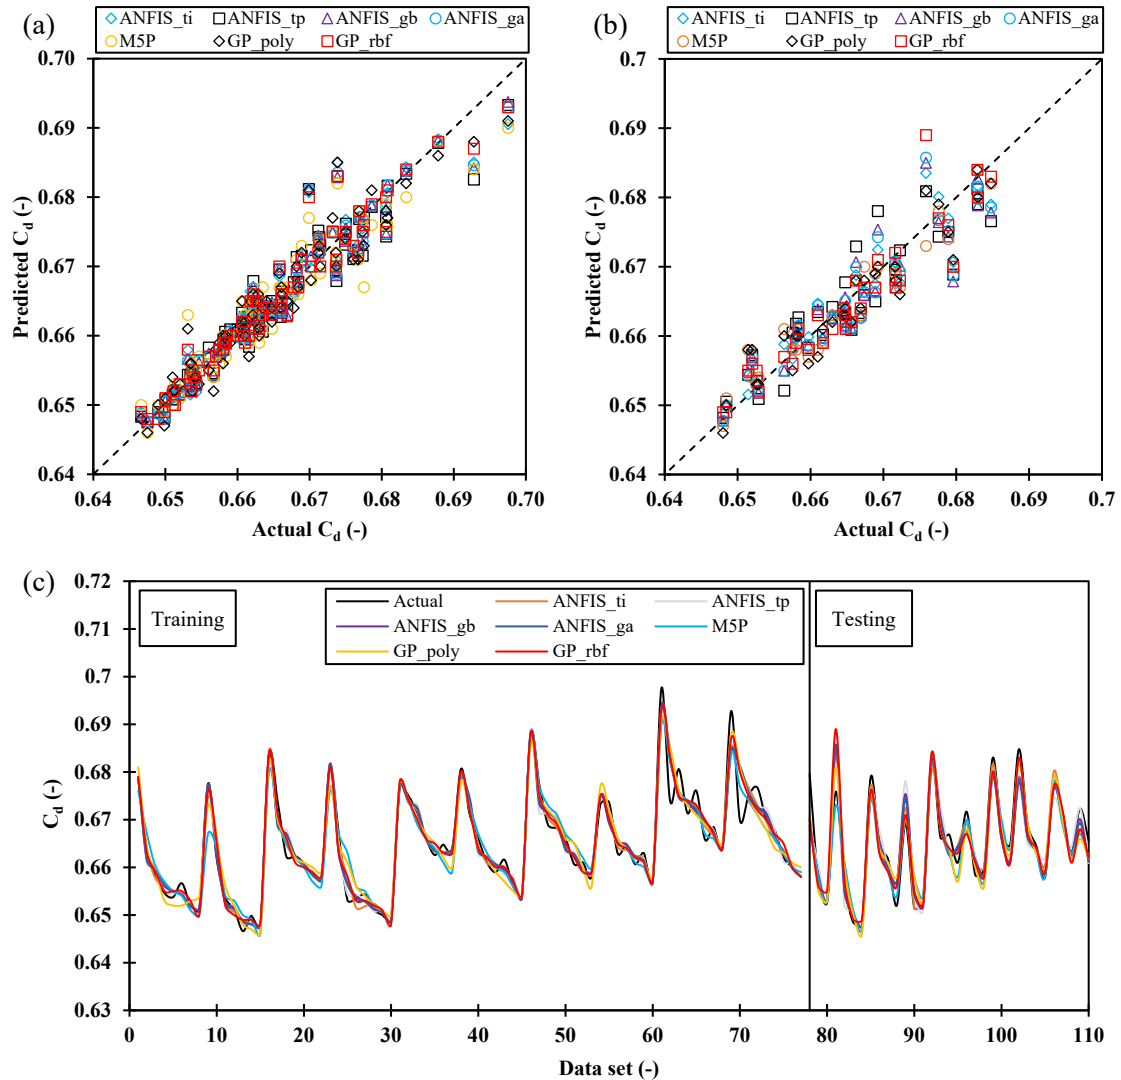 (a)
ANFIS_ti ANFIS_tp ANFIS_gb ANFIS_ga
M5P GP_poly GP_rbf
0.70
0.69
0.68
0.67
0.66
0.65
0.64
Predicted Cd (-)
0.64 0.65 0.66 0.67 0.68 0.69 0.70
Actual Cd (-)
(b)
ANFIS_ti ANFIS_tp ANFIS_gb ANFIS_ga
M5P GP_poly GP_rbf
0.7
0.69
0.68
0.67
0.66
0.65
0.64
Predicted Cd (-)
0.64 0.65 0.66 0.67 0.68 0.69 0.7
Actual Cd (-)
(c)
0.72
0.71
0.7
0.69
0.68
0.67
0.66
0.65
0.64
0.63
Cd (-)
Training
Actual ANFIS_ti ANFIS_tp
ANFIS_gb ANFIS_ga M5P
GP_poly GP_rbf
Testing
0 10 20 30 40 50 60 70 80 90 100 110
Data set (-)